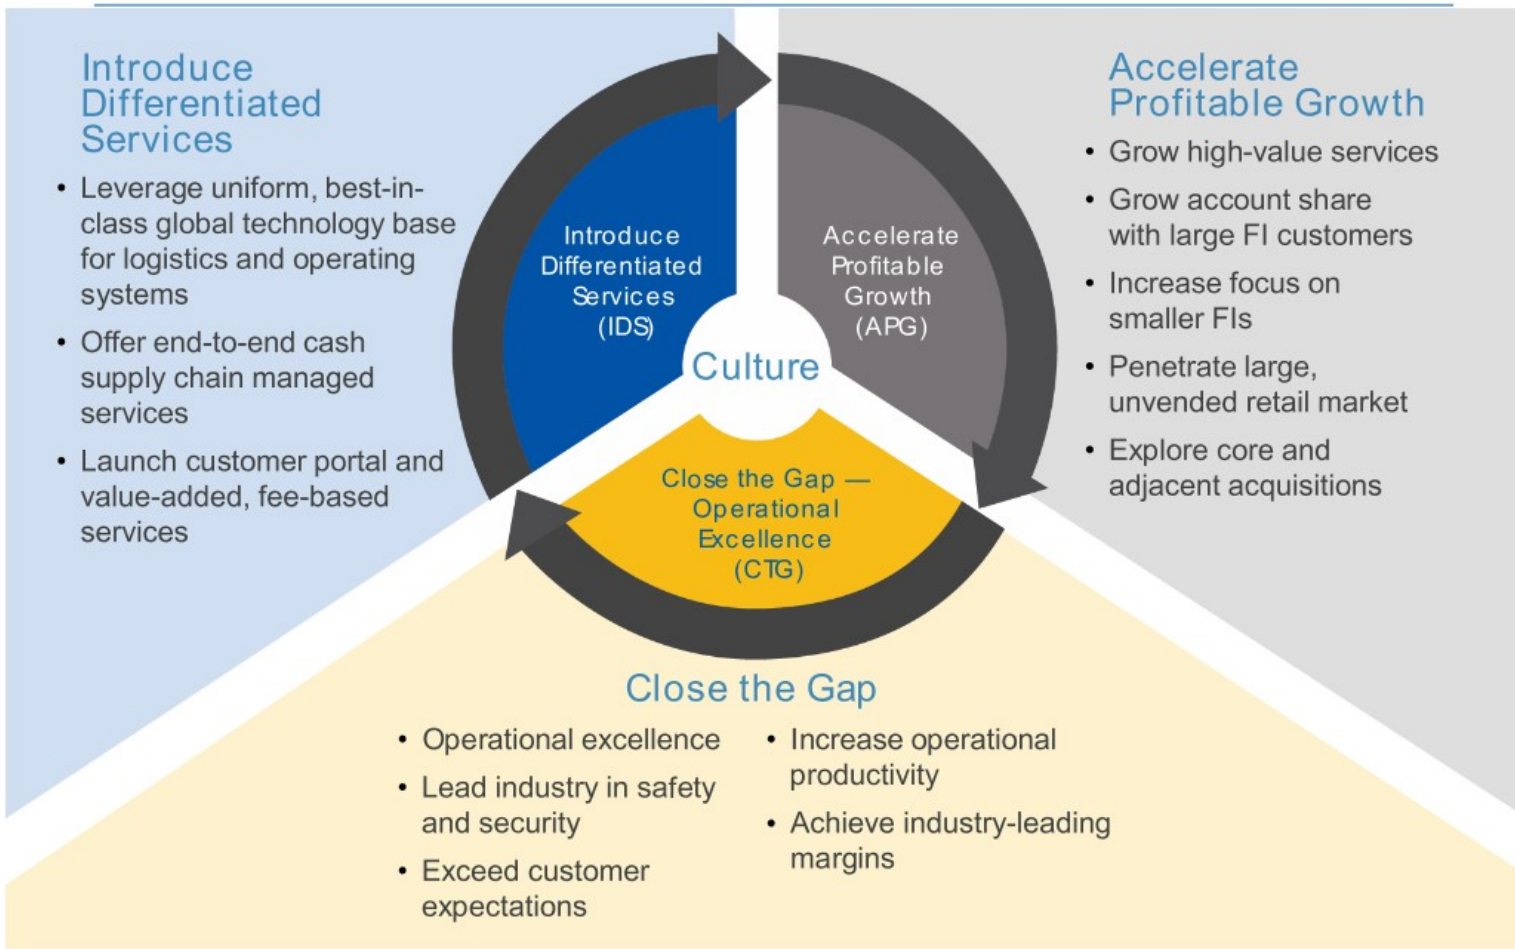 Introduce
Differentiated
Services
• Leverage uniform, best-in-
class global technology base
for logistics and operating
systems
• Offer end-to-end cash
supply chain managed
services
• Launch customer portal and
value-added, fee-based
services
Introduce
Differentiated
Services
(IDS)
Accelerate
Profitable
Growth
(APG)
Culture
Close the Gap —
Operational
Excellence
(CTG)
Accelerate
Profitable Growth
• Grow high-value services
• Grow account share
with large FI customers
• Increase focus on
smaller FIs
• Penetrate large,
unvended retail market
• Explore core and
adjacent acquisitions
Close the Gap
• Operational excellence
• Lead industry in safety
and security
• Exceed customer
expectations
• Increase operational
productivity
• Achieve industry-leading
margins